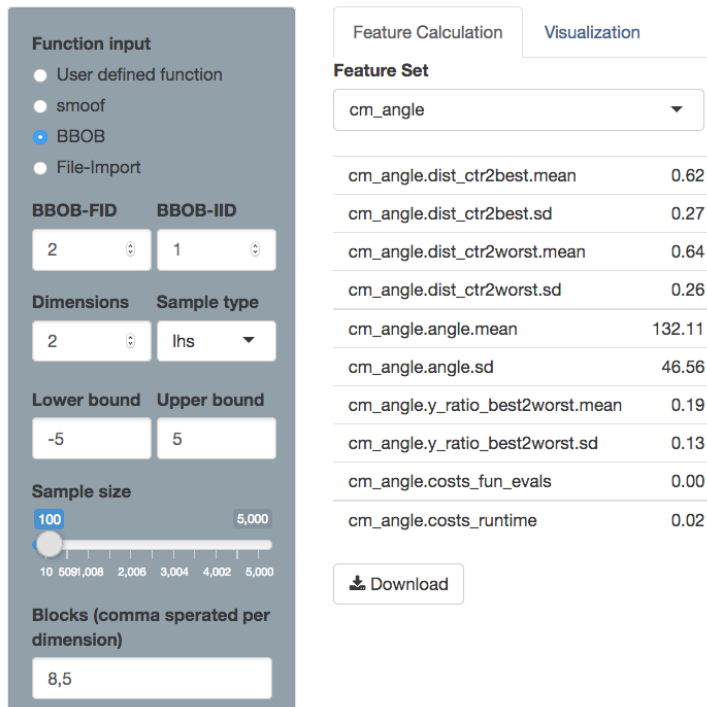 Function input
User defined function
smoof
BBOB
File-Import
BBOB-FID BBOB-IID
2 1
Dimensions Sample type
2 lhs
Lower bound Upper bound
-5 5
Sample size
100 5,000
10 509 1,008 2,006 3,004 4,002 5,000
Blocks (comma sperated per
dimension)
8,5
Feature Calculation Visualization
Feature Set
cm_angle
cm_angle.dist_ctr2best.mean 0.62
cm_angle.dist_ctr2best.sd 0.27
cm_angle.dist_ctr2worst.mean 0.64
cm_angle.dist_ctr2worst.sd 0.26
cm_angle.angle.mean 132.11
cm_angle.angle.sd 46.56
cm_angle.y_ratio_best2worst.mean 0.19
cm_angle.y_ratio_best2worst.sd 0.13
cm_angle.costs_fun_evals 0.00
cm_angle.costs_runtime 0.02
Download